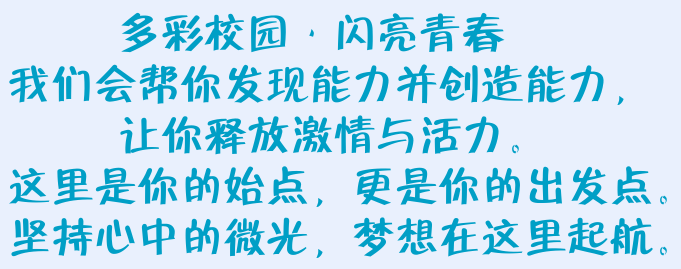 多彩校园·闪亮青春
我们会帮你发现能力并创造能力，
让你释放激情与活力。
这里是你的始点，更是你的出发点。
坚持心中的微光，梦想在这里起航。